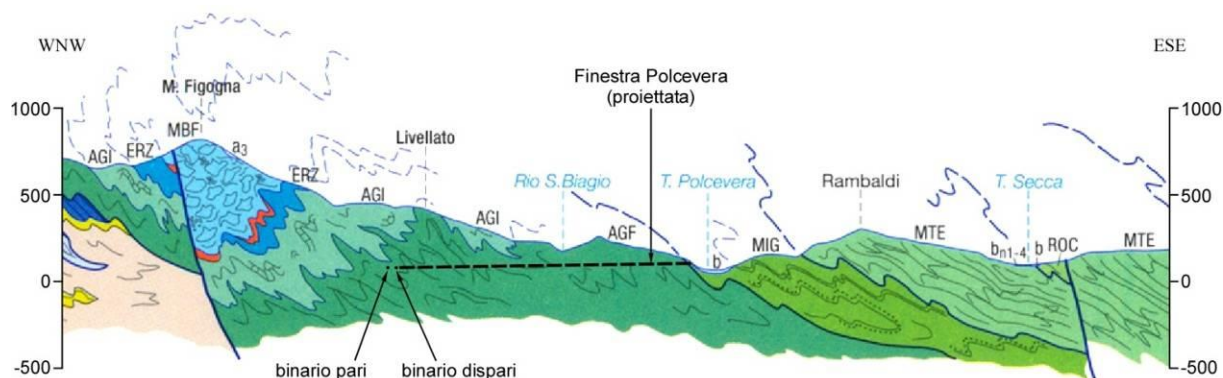 WNW
ESE
Finestra Polcevera
(proiettata)
M. Figogna
1000
1000
MBF
a3
Livellato
AGI
ERZ
ERZ
Rio S.Biagio
T. Polcevera
Rambaldi
T. Secca
500
500
AGI
AGI
AGF
b
MIG
MTE
bn1-4
b
ROC
MTE
0
0
-500
-500
binario pari
binario dispari